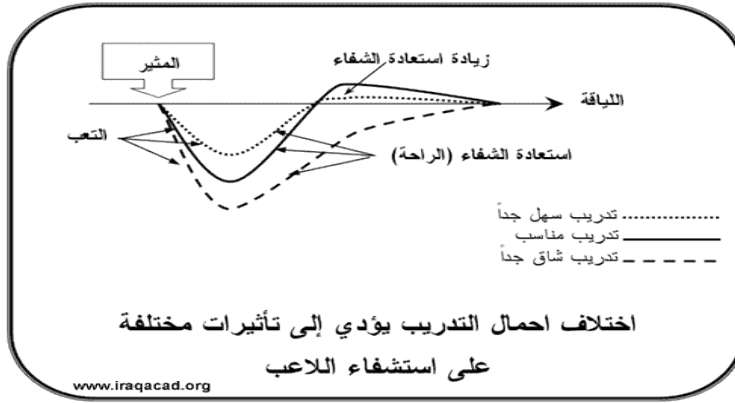 المثير
زيادة استعادة الشفاء
اللياقة
التعب
استعادة الشفاء (الراحة)
تدريب سهل جداً
تدريب مناسب
تدريب شاق جداً
اختلاف احمال التدريب يؤدي إلى تأثيرات مختلفة
على استشفاء اللاعب
www.iraqacad.org